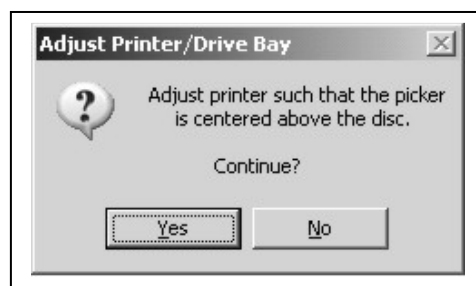 Adjust Printer/Drive Bay
?
Adjust printer such that the picker
is centered above the disc.
Continue?
Yes No